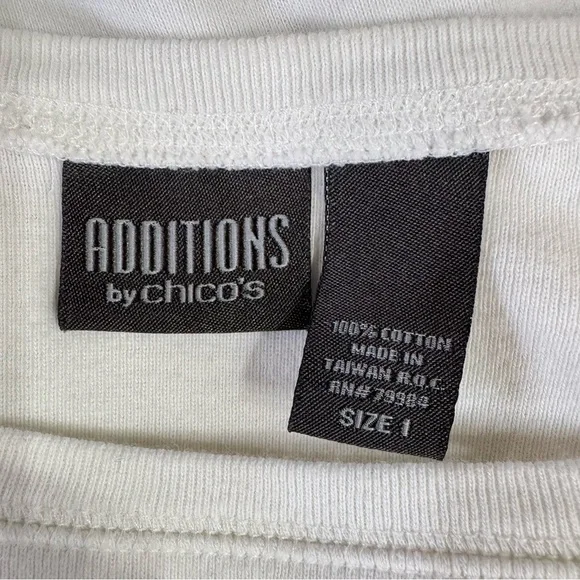 ADDITIONS
by CHICO'S
100% COTTON
MADE IN
TAIWAN R.O.C.
RN# 79984
SIZE 1